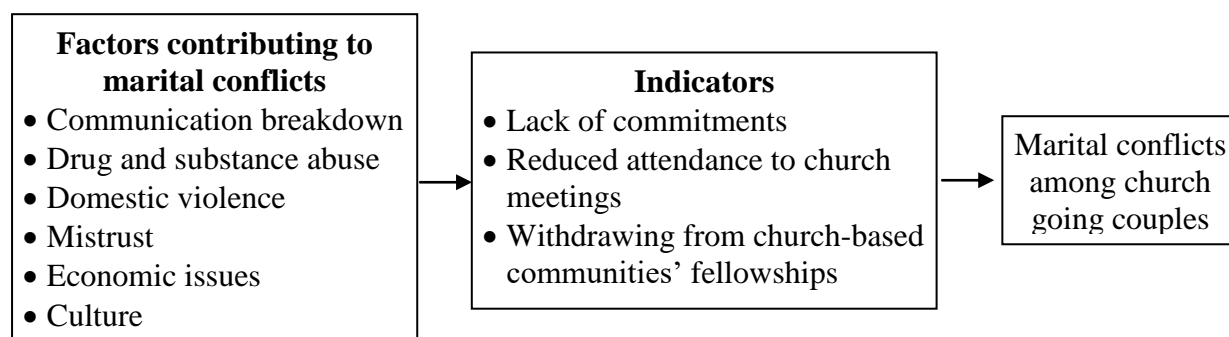 Factors contributing to
marital conflicts
• Communication breakdown
• Drug and substance abuse
• Domestic violence
• Mistrust
• Economic issues
• Culture
Indicators
• Lack of commitments
• Reduced attendance to church
meetings
• Withdrawing from church-based
communities’ fellowships
Marital conflicts
among church
going couples